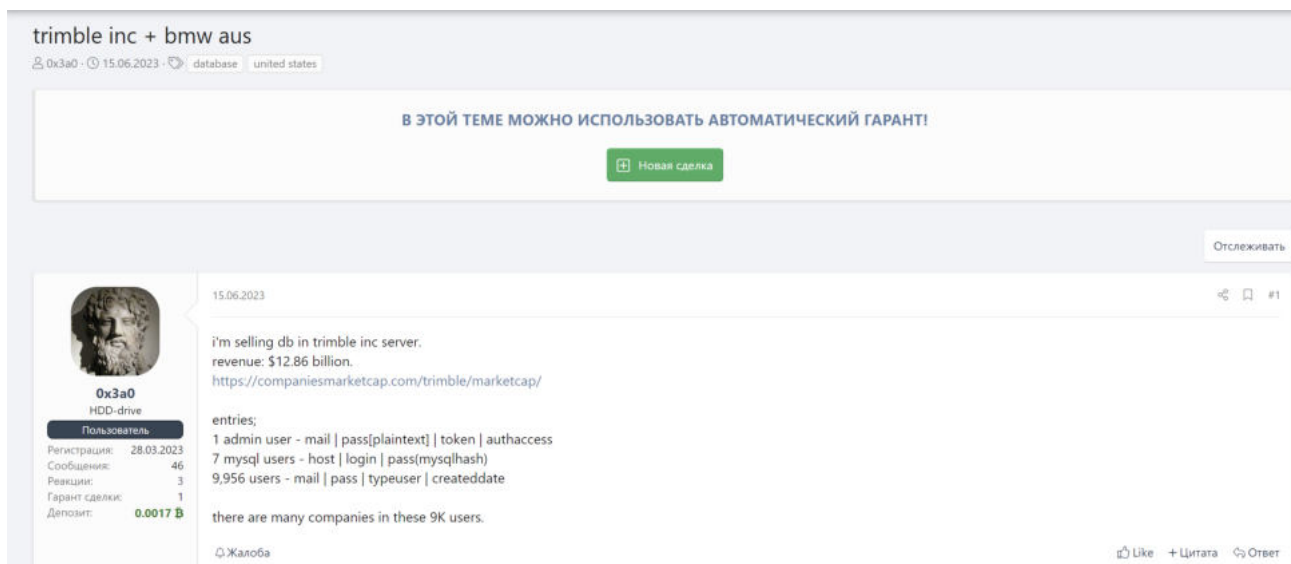 trimble inc + bmw aus
0x3a0 · 15.06.2023 · database united states
В ЭТОЙ ТЕМЕ МОЖНО ИСПОЛЬЗОВАТЬ АВТОМАТИЧЕСКИЙ ГАРАНТ!
Новая сделка
Отслеживать
15.06.2023
#1
i'm selling db in trimble inc server.
revenue: $12.86 billion.
https://companiesmarketcap.com/trimble/marketcap/
entries;
1 admin user - mail | pass[plaintext] | token | authaccess
7 mysql users - host | login | pass(mysqlhash)
9,956 users - mail | pass | typeuser | createddate
there are many companies in these 9K users.
0x3a0
HDD-drive
Пользователь
Регистрация: 28.03.2023
Сообщения: 46
Реакции: 3
Гарант сделки: 1
Депозит: 0.0017 ₿
Жалоба
Like +Цитата Ответ